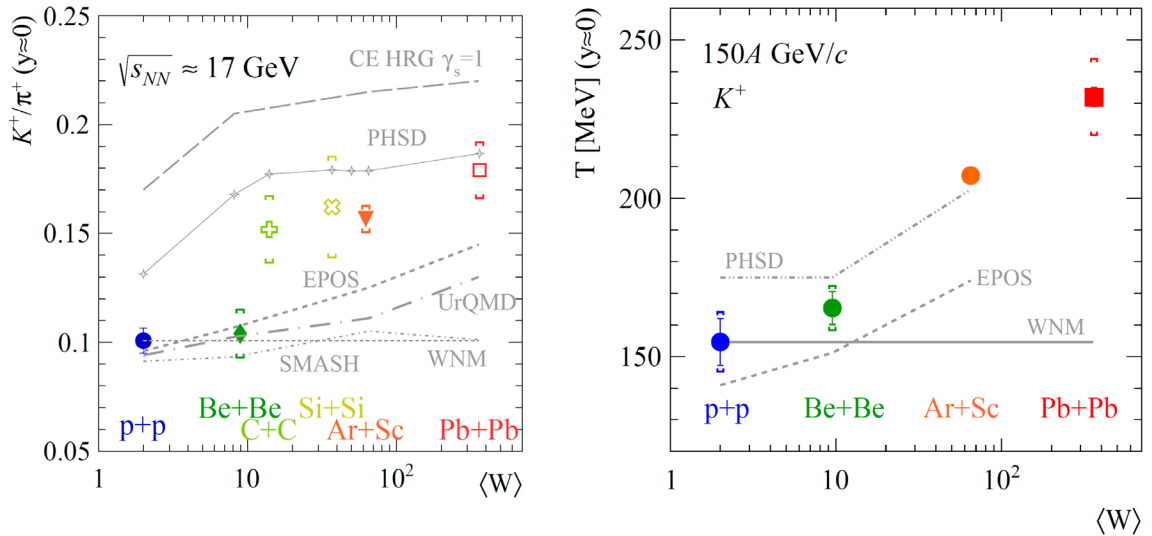 K⁺/π⁺ (y≈0)
0.25
0.2
0.15
0.1
0.05
√s_NN ≈ 17 GeV
CE HRG γ_s=1
PHSD
EPOS
UrQMD
SMASH
WNM
Be+Be
Si+Si
p+p
C+C
Ar+Sc
Pb+Pb
1
10
10²
⟨W⟩
T [MeV] (y≈0)
250
200
150
150A GeV/c
K⁺
PHSD
EPOS
WNM
p+p
Be+Be
Ar+Sc
Pb+Pb
1
10
10²
⟨W⟩